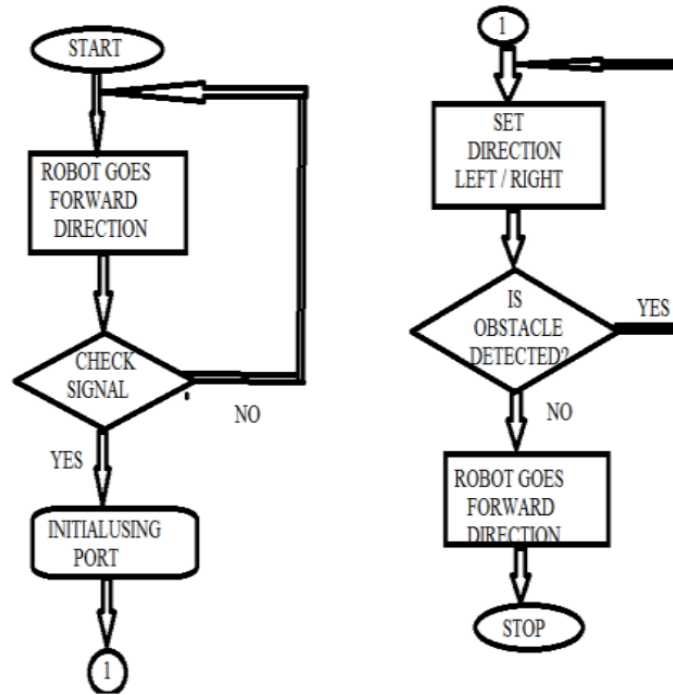 START
ROBOT GOES
FORWARD
DIRECTION
CHECK
SIGNAL
NO
YES
INITIALUSING
PORT
1
1
SET
DIRECTION
LEFT / RIGHT
IS
OBSTACLE
DETECTED?
YES
NO
ROBOT GOES
FORWARD
DIRECTION
STOP